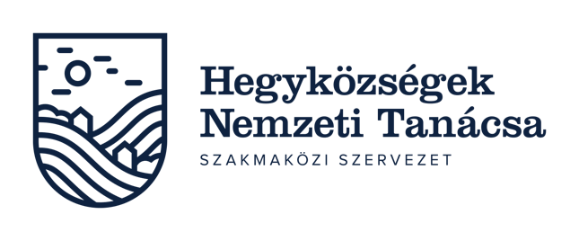 Hegyközségek
Nemzeti Tanácsa
SZAKMAKÖZI SZERVEZET